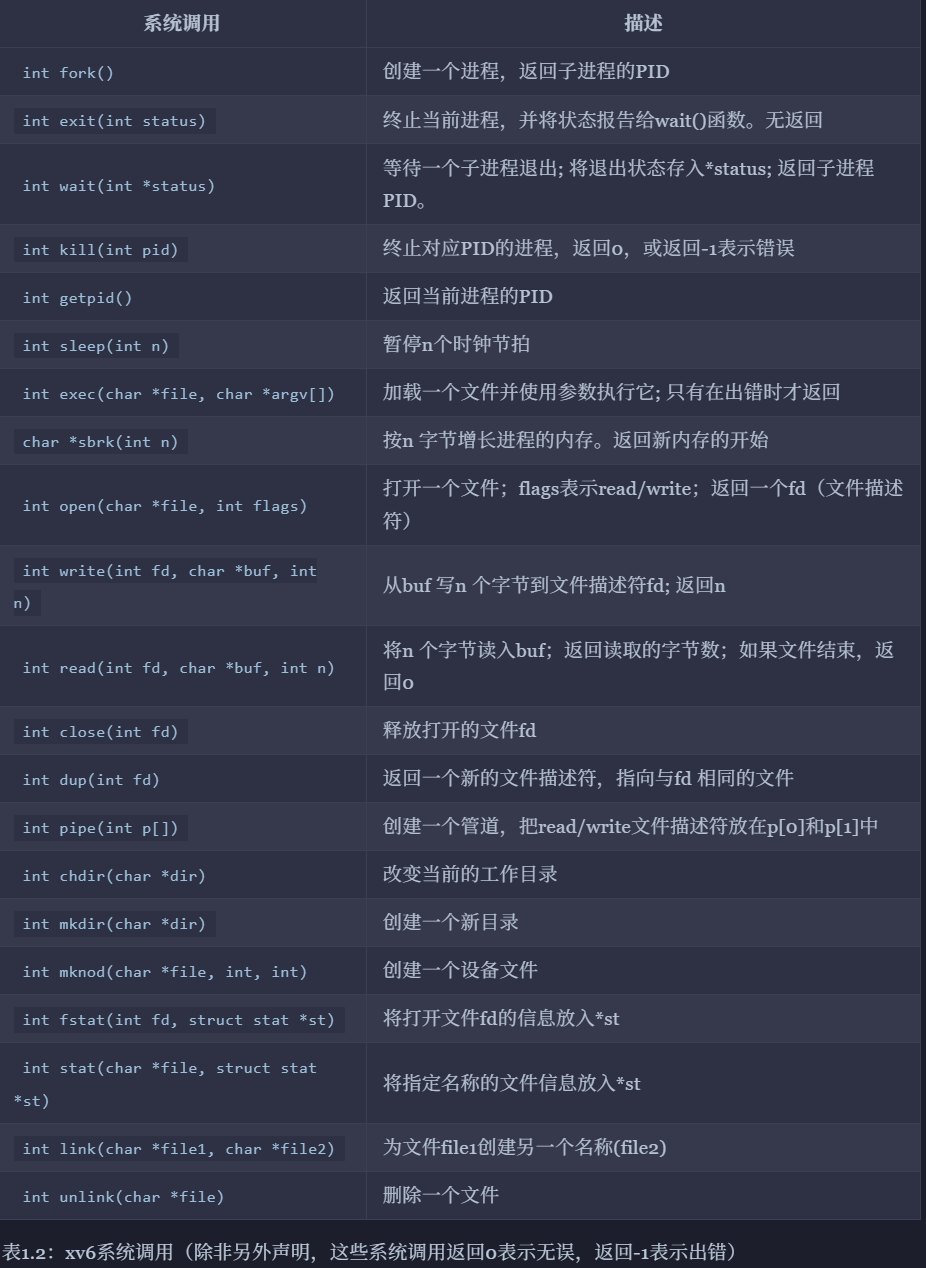 系统调用 描述
int fork() 创建一个进程，返回子进程的PID
int exit(int status) 终止当前进程，并将状态报告给wait()函数。无返回
int wait(int *status) 等待一个子进程退出; 将退出状态存入*status; 返回子进程
PID。
int kill(int pid) 终止对应PID的进程，返回0，或返回-1表示错误
int getpid() 返回当前进程的PID
int sleep(int n) 暂停n个时钟节拍
int exec(char *file, char *argv[]) 加载一个文件并使用参数执行它; 只有在出错时才返回
char *sbrk(int n) 按n 字节增长进程的内存。返回新内存的开始
int open(char *file, int flags) 打开一个文件；flags表示read/write；返回一个fd（文件描述
符）
int write(int fd, char *buf, int
n) 从buf 写n 个字节到文件描述符fd; 返回n
int read(int fd, char *buf, int n) 将n 个字节读入buf；返回读取的字节数；如果文件结束，返
回0
int close(int fd) 释放打开的文件fd
int dup(int fd) 返回一个新的文件描述符，指向与fd 相同的文件
int pipe(int p[]) 创建一个管道，把read/write文件描述符放在p[0]和p[1]中
int chdir(char *dir) 改变当前的工作目录
int mkdir(char *dir) 创建一个新目录
int mknod(char *file, int, int) 创建一个设备文件
int fstat(int fd, struct stat *st) 将打开文件fd的信息放入*st
int stat(char *file, struct stat
*st) 将指定名称的文件信息放入*st
int link(char *file1, char *file2) 为文件file1创建另一个名称(file2)
int unlink(char *file) 删除一个文件
表1.2：xv6系统调用（除非另外声明，这些系统调用返回0表示无误，返回-1表示出错）